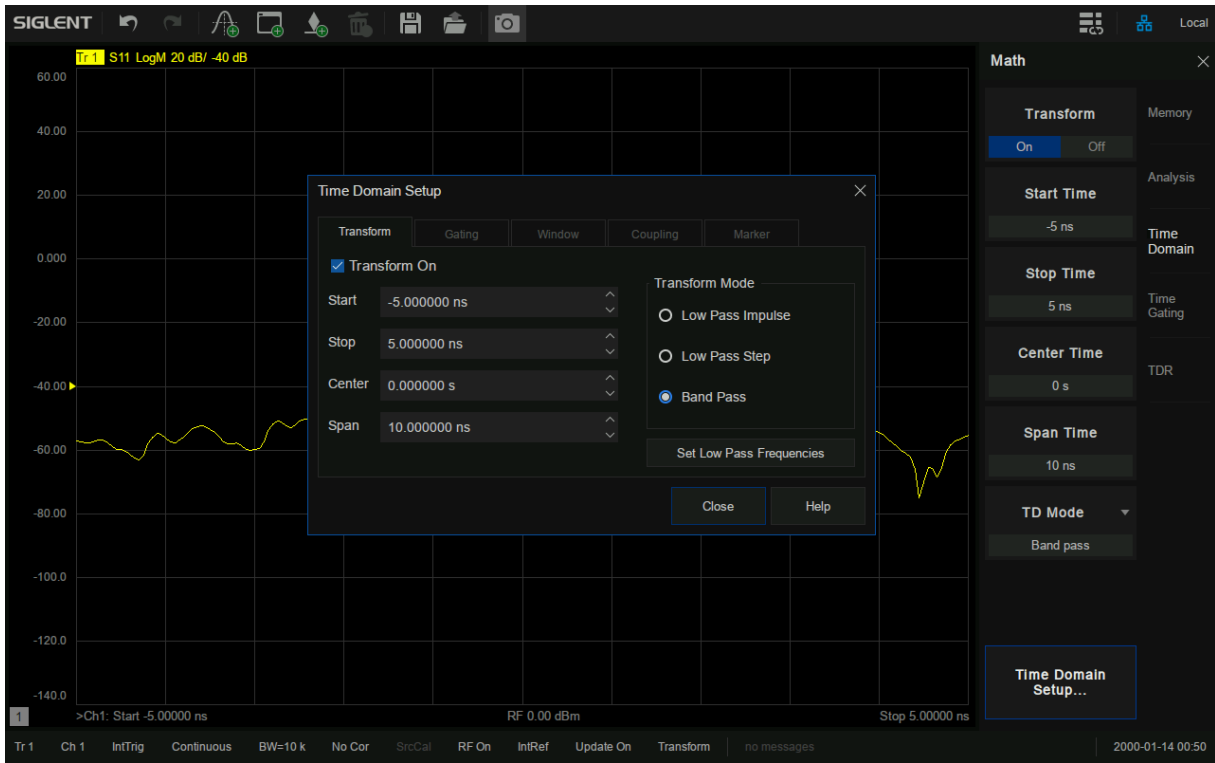 SIGLENT
Local
Tr 1 S11 LogM 20 dB/ -40 dB
60.00
40.00
20.00
0.000
-20.00
-40.00
-60.00
-80.00
-100.0
-120.0
-140.0
1 >Ch1: Start -5.00000 ns RF 0.00 dBm Stop 5.00000 ns
Time Domain Setup
Transform Gating Window Coupling Marker
Transform On
Start -5.000000 ns
Stop 5.000000 ns
Center 0.000000 s
Span 10.000000 ns
Transform Mode
Low Pass Impulse
Low Pass Step
Band Pass
Set Low Pass Frequencies
Close Help
Math
Transform
On Off
Start Time
-5 ns
Stop Time
5 ns
Center Time
0 s
Span Time
10 ns
TD Mode
Band pass
Time Domain
Setup...
Memory
Analysis
Time
Domain
Time
Gating
TDR
Tr 1 Ch 1 IntTrig Continuous BW=10 k No Cor SrcCal RF On IntRef Update On Transform no messages 2000-01-14 00:50